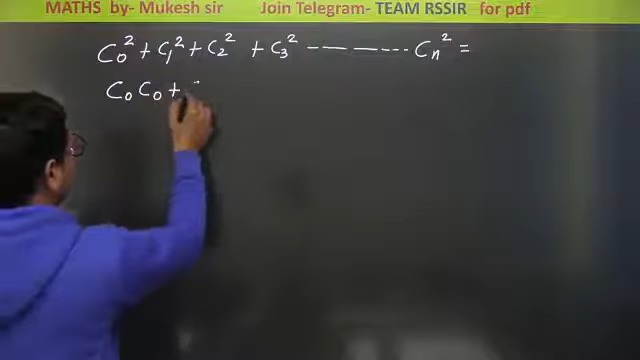 MATHS by- Mukesh sir Join Telegram- TEAM RSSIR for pdf
C₀² + C₁² + C₂² + C₃² ------------ Cₙ² =
C₀ C₀ +